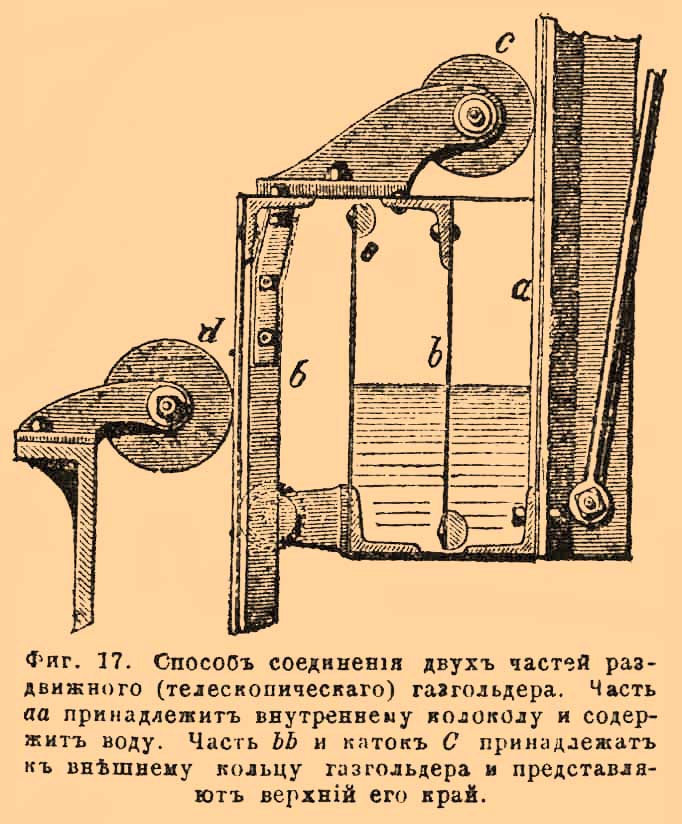 c
a
d
b
b
Фиг. 17. Способъ соединенія двухъ частей раз-
движного (телескопическаго) газгольдера. Часть
aa принадлежитъ внутреннему колоколу и содер-
житъ воду. Часть bb и катокъ C принадлежатъ
къ внѣшнему кольцу газгольдера и представля-
ютъ верхній его край.